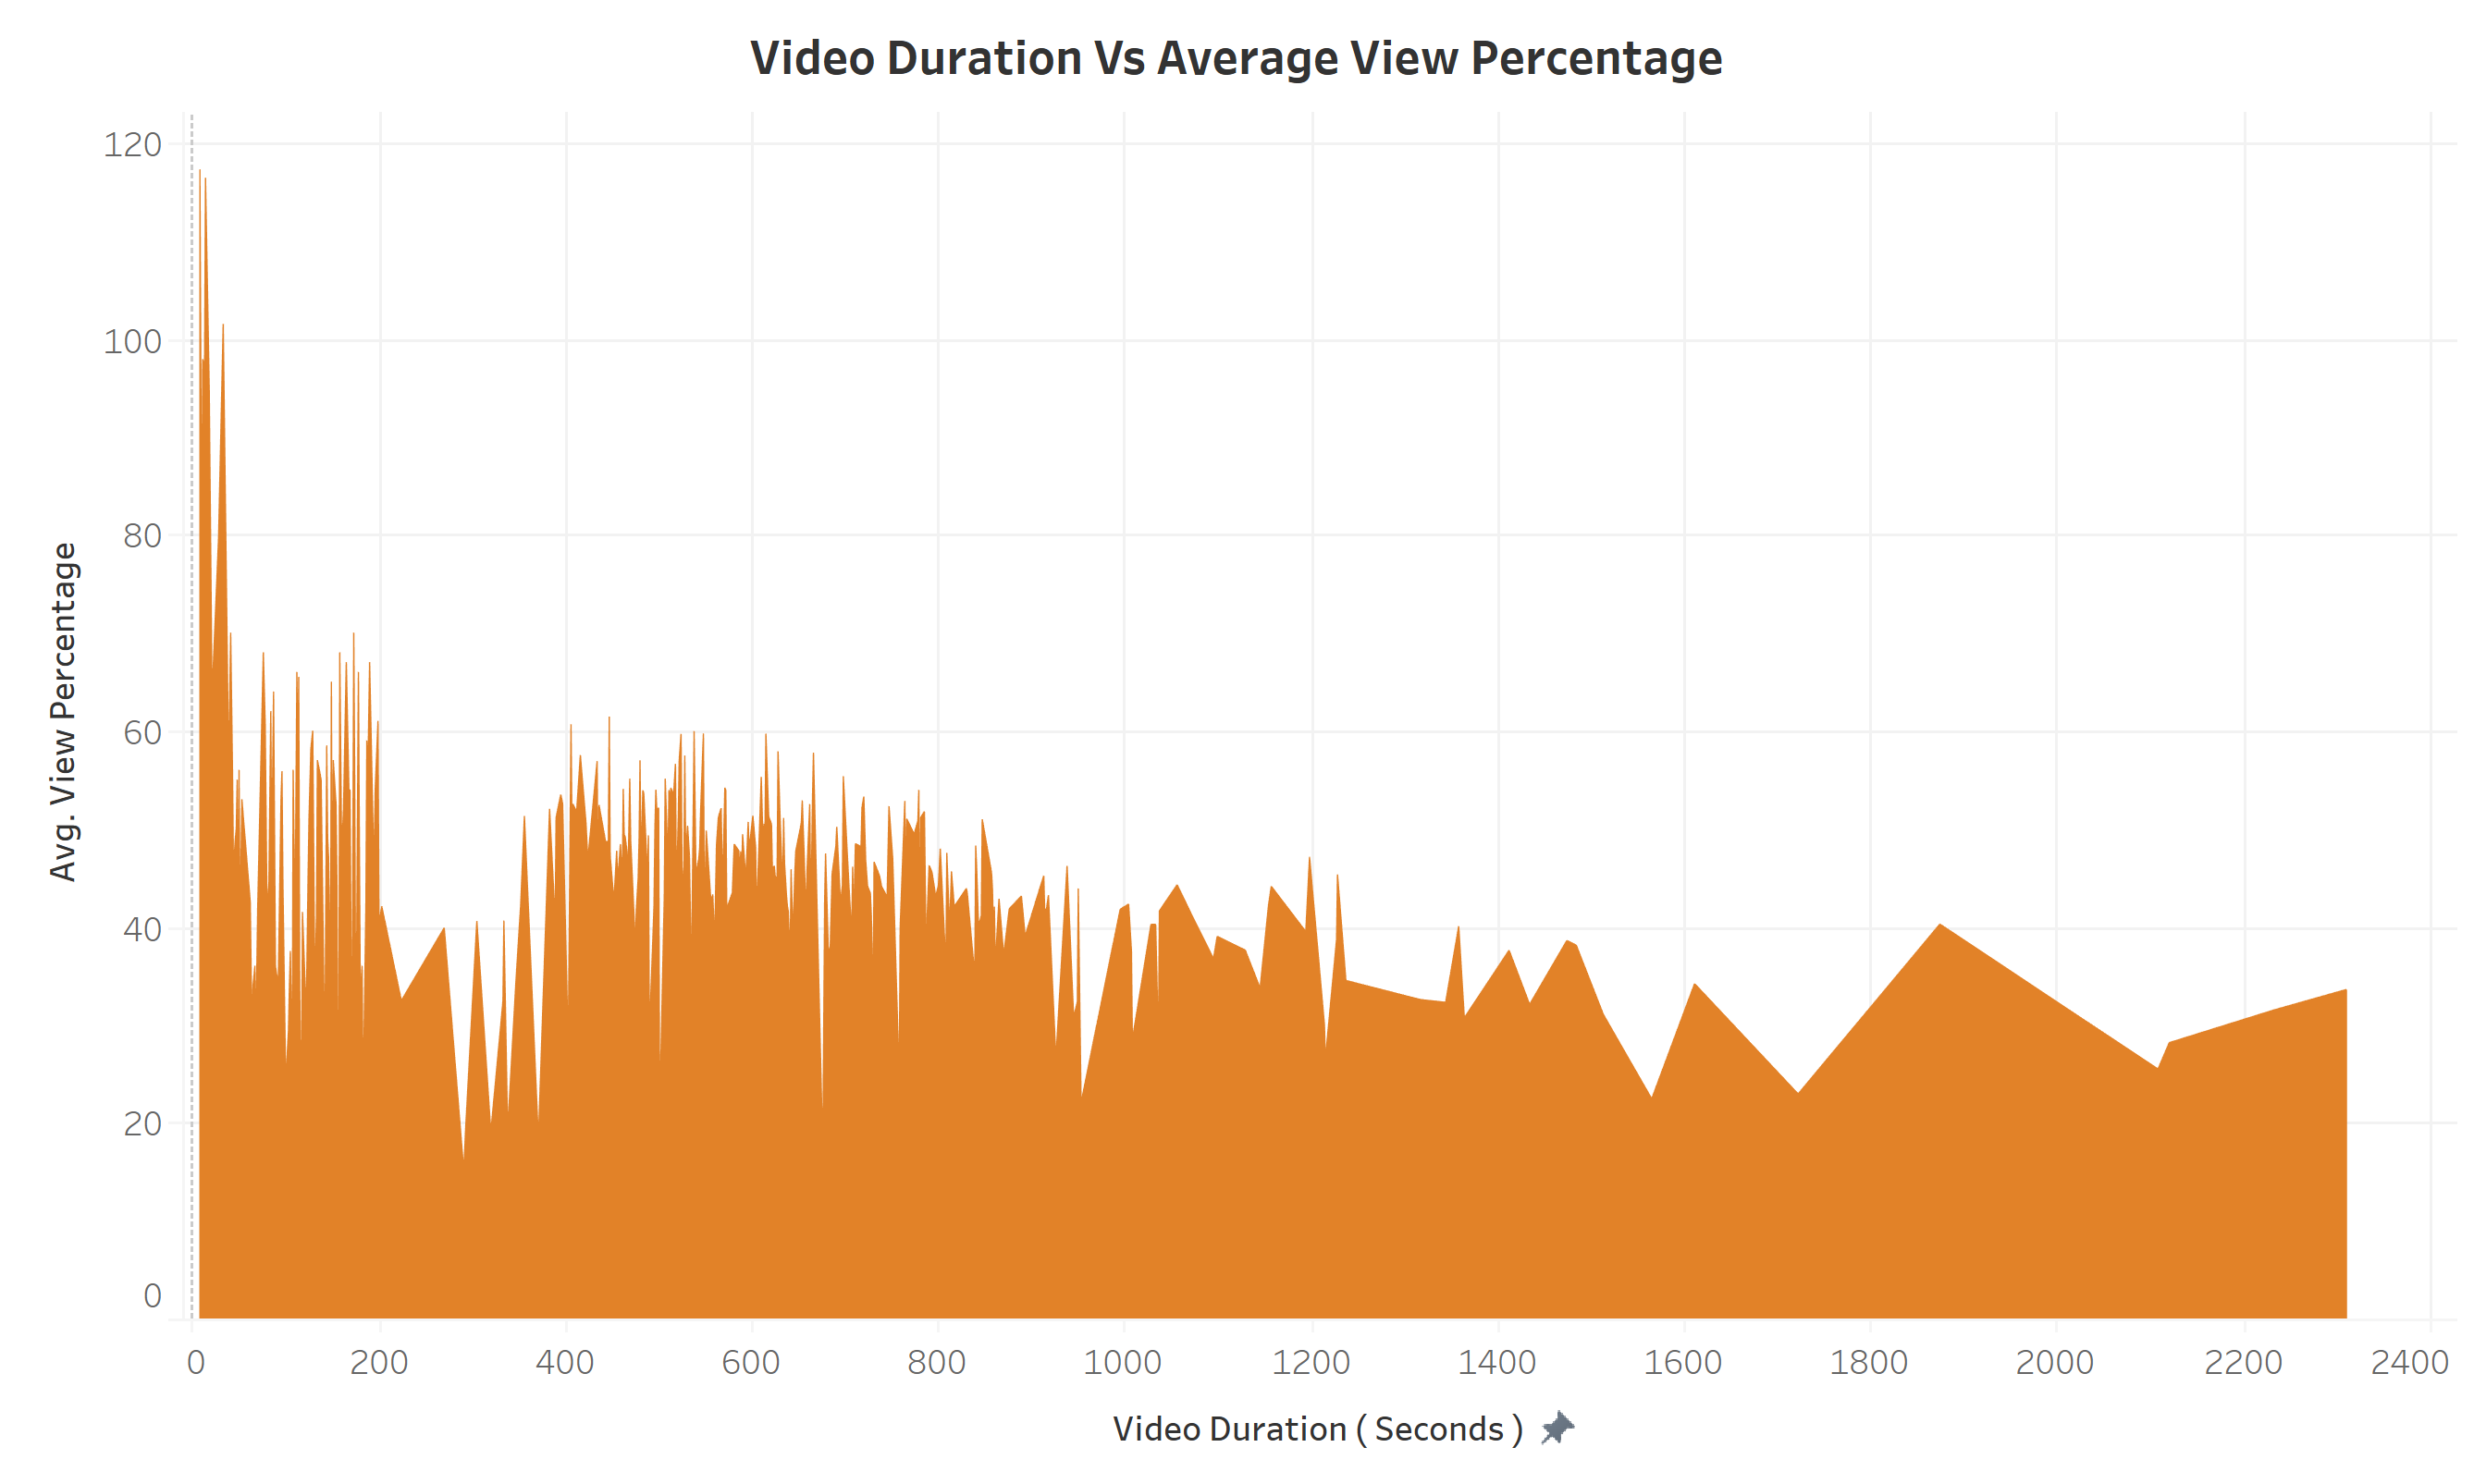 Video Duration Vs Average View Percentage
Avg. View Percentage
120
100
80
60
40
20
0
0 200 400 600 800 1000 1200 1400 1600 1800 2000 2200 2400
Video Duration ( Seconds )